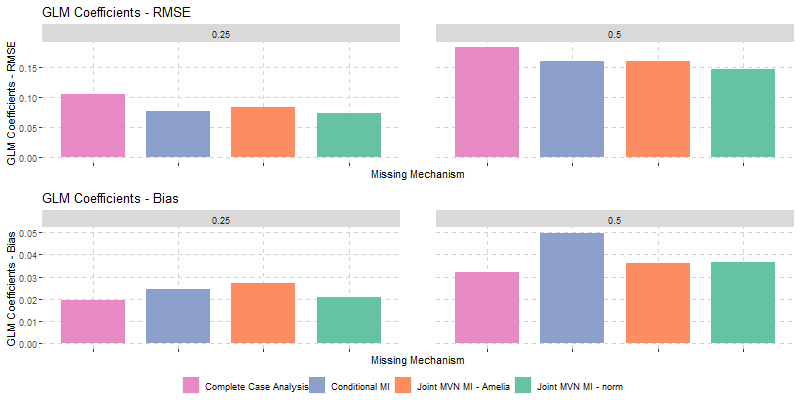 GLM Coefficients - RMSE
0.25 0.5
GLM Coefficients - RMSE
0.15
0.10
0.05
0.00
Missing Mechanism
GLM Coefficients - Bias
0.25 0.5
GLM Coefficients - Bias
0.05
0.04
0.03
0.02
0.01
0.00
Missing Mechanism
Complete Case Analysis Conditional MI Joint MVN MI - Amelia Joint MVN MI - norm